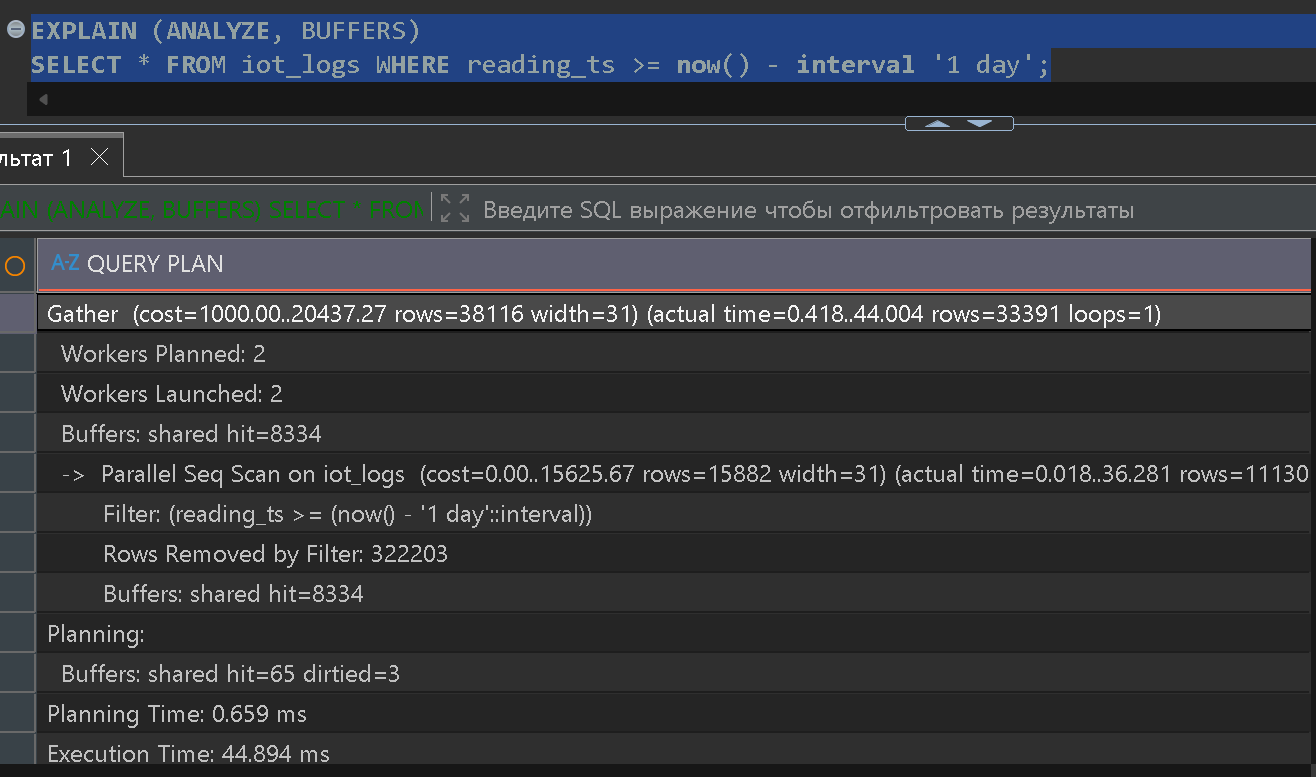 EXPLAIN (ANALYZE, BUFFERS)
SELECT * FROM iot_logs WHERE reading_ts >= now() - interval '1 day';
льтат 1
AIN (ANALYZE, BUFFERS) SELECT * FROM
Введите SQL выражение чтобы отфильтровать результаты
A-Z QUERY PLAN
Gather (cost=1000.00..20437.27 rows=38116 width=31) (actual time=0.418..44.004 rows=33391 loops=1)
Workers Planned: 2
Workers Launched: 2
Buffers: shared hit=8334
-> Parallel Seq Scan on iot_logs (cost=0.00..15625.67 rows=15882 width=31) (actual time=0.018..36.281 rows=11130
Filter: (reading_ts >= (now() - '1 day'::interval))
Rows Removed by Filter: 322203
Buffers: shared hit=8334
Planning:
Buffers: shared hit=65 dirtied=3
Planning Time: 0.659 ms
Execution Time: 44.894 ms